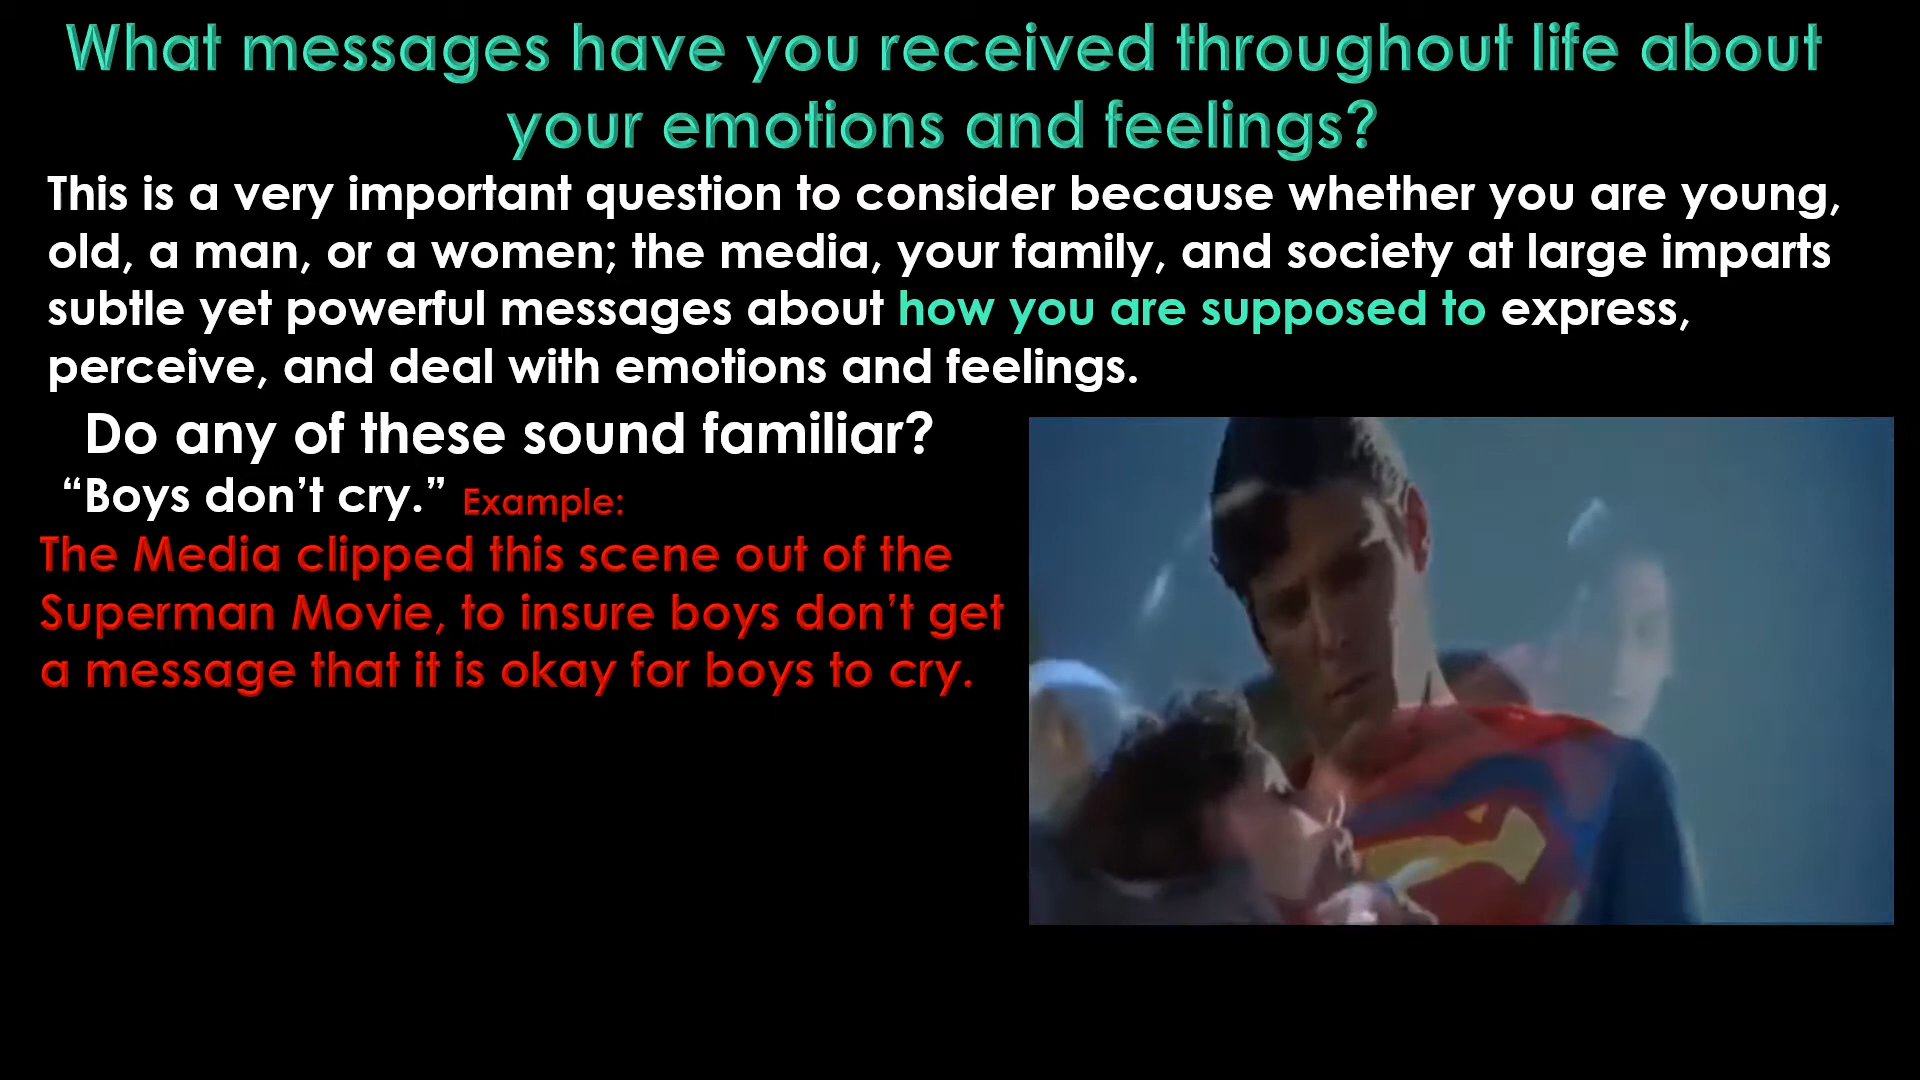 What messages have you received throughout life about
your emotions and feelings?
This is a very important question to consider because whether you are young,
old, a man, or a women; the media, your family, and society at large imparts
subtle yet powerful messages about how you are supposed to express,
perceive, and deal with emotions and feelings.
Do any of these sound familiar?
“Boys don’t cry.” Example:
The Media clipped this scene out of the
Superman Movie, to insure boys don’t get
a message that it is okay for boys to cry.